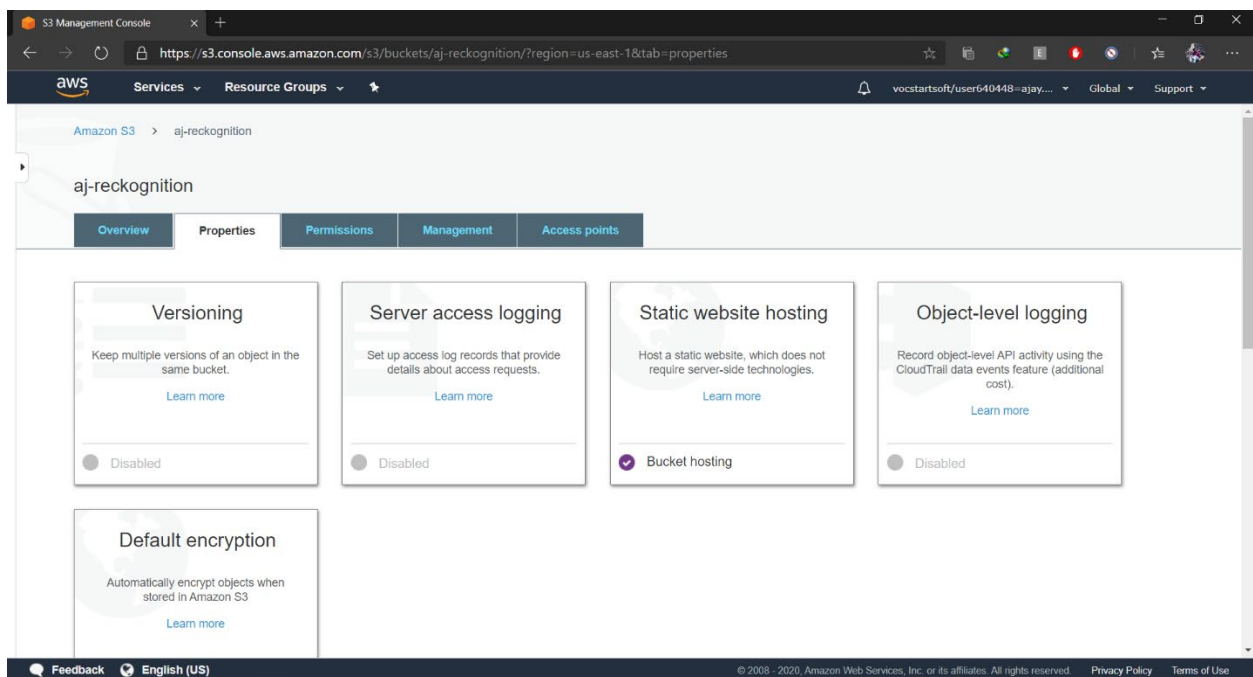 S3 Management Console
https://s3.console.aws.amazon.com/s3/buckets/aj-reckognition/?region=us-east-1&tab=properties
aws Services Resource Groups vocstartsoft/user640448=ajay.... Global Support
Amazon S3 > aj-reckognition
aj-reckognition
Overview Properties Permissions Management Access points
Versioning
Keep multiple versions of an object in the
same bucket.
Learn more
Disabled
Server access logging
Set up access log records that provide
details about access requests.
Learn more
Disabled
Static website hosting
Host a static website, which does not
require server-side technologies.
Learn more
Bucket hosting
Object-level logging
Record object-level API activity using the
CloudTrail data events feature (additional
cost).
Learn more
Disabled
Default encryption
Automatically encrypt objects when
stored in Amazon S3
Learn more
Feedback English (US) © 2008 - 2020, Amazon Web Services, Inc. or its affiliates. All rights reserved. Privacy Policy Terms of Use